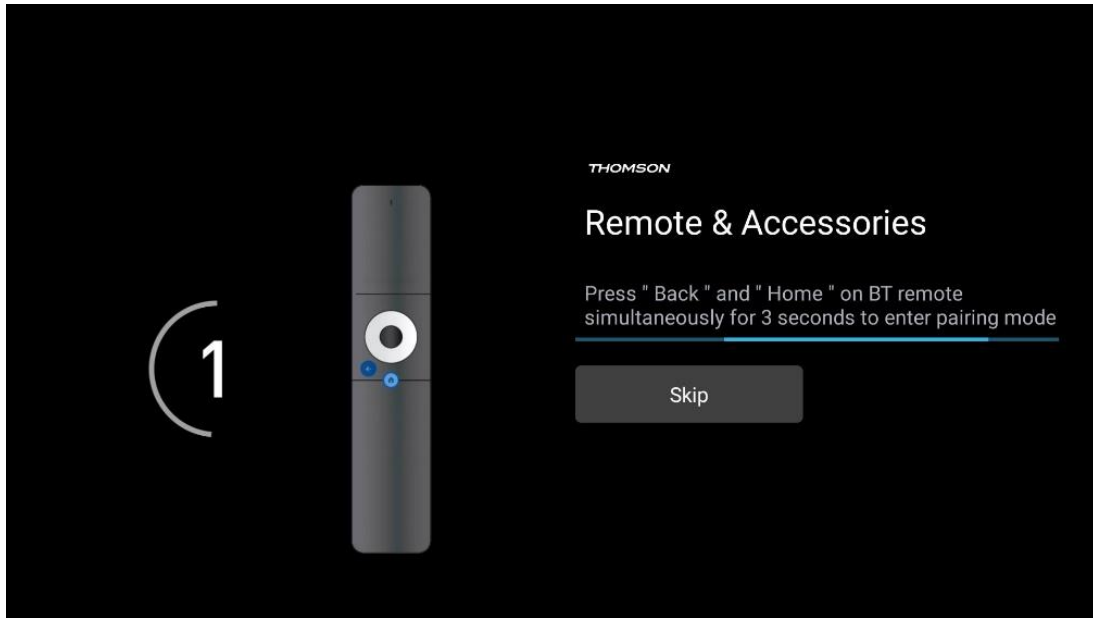 1
THOMSON
Remote & Accessories
Press " Back " and " Home " on BT remote
simultaneously for 3 seconds to enter pairing mode
Skip